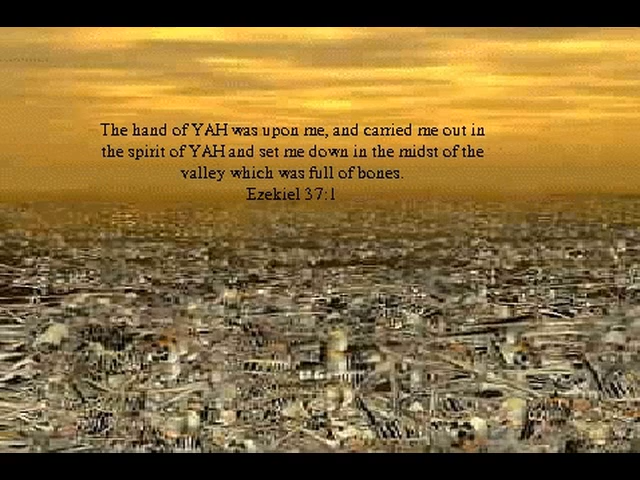 The hand of YAH was upon me, and carried me out in
the spirit of YAH and set me down in the midst of the
valley which was full of bones.
Ezekiel 37:1